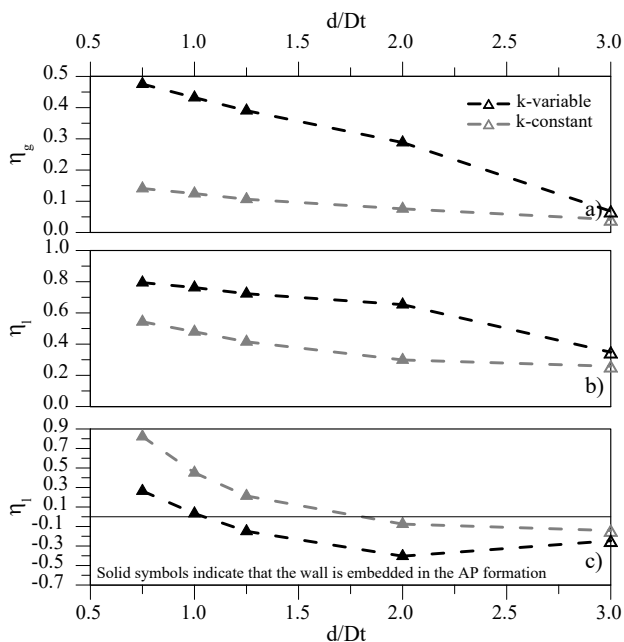 d/Dt
0.5 1.0 1.5 2.0 2.5 3.0
0.5
0.4
0.3
0.2
0.1
0.0
ηg
k-variable
k-constant
a)
1.0
0.8
0.6
0.4
0.2
0.0
ηl
b)
0.9
0.7
0.5
0.3
0.1
-0.1
-0.3
-0.5
-0.7
ηl
c)
Solid symbols indicate that the wall is embedded in the AP formation
0.5 1.0 1.5 2.0 2.5 3.0
d/Dt